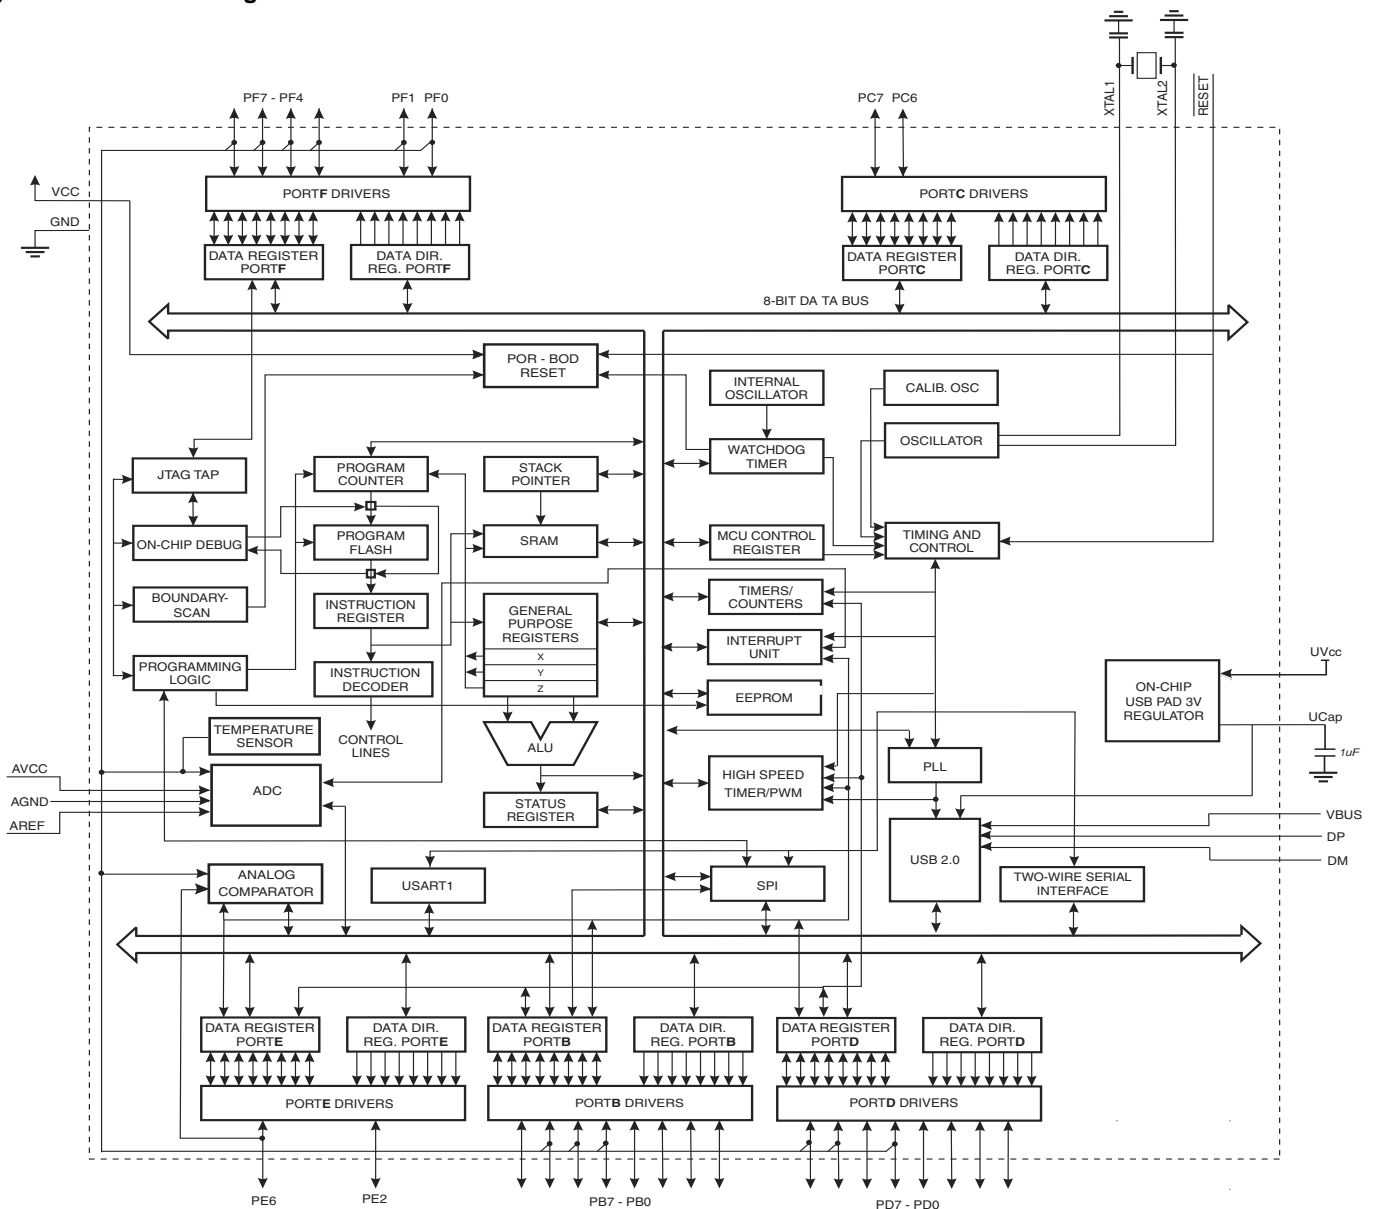 PF7 - PF4
PF1 PF0
PC7 PC6
XTAL1
XTAL2
RESET
VCC
GND
PORTF DRIVERS
PORTC DRIVERS
DATA REGISTER
PORTF
DATA DIR.
REG. PORTF
DATA REGISTER
PORTC
DATA DIR.
REG. PORTC
8-BIT DA TA BUS
POR - BOD
RESET
INTERNAL
OSCILLATOR
CALIB. OSC
WATCHDOG
TIMER
OSCILLATOR
JTAG TAP
PROGRAM
COUNTER
STACK
POINTER
ON-CHIP DEBUG
PROGRAM
FLASH
SRAM
MCU CONTROL
REGISTER
TIMING AND
CONTROL
BOUNDARY-
SCAN
INSTRUCTION
REGISTER
GENERAL
PURPOSE
REGISTERS
X
Y
Z
TIMERS/
COUNTERS
INTERRUPT
UNIT
PROGRAMMING
LOGIC
INSTRUCTION
DECODER
EEPROM
ON-CHIP
USB PAD 3V
REGULATOR
UVcc
UCap
1uF
TEMPERATURE
SENSOR
CONTROL
LINES
ALU
PLL
AVCC
AGND
AREF
ADC
STATUS
REGISTER
HIGH SPEED
TIMER/PWM
USB 2.0
VBUS
DP
DM
ANALOG
COMPARATOR
USART1
SPI
TWO-WIRE SERIAL
INTERFACE
DATA REGISTER
PORTE
DATA DIR.
REG. PORTE
DATA REGISTER
PORTB
DATA DIR.
REG. PORTB
DATA REGISTER
PORTD
DATA DIR.
REG. PORTD
PORTE DRIVERS
PORTB DRIVERS
PORTD DRIVERS
PE6
PE2
PB7 - PB0
PD7 - PD0